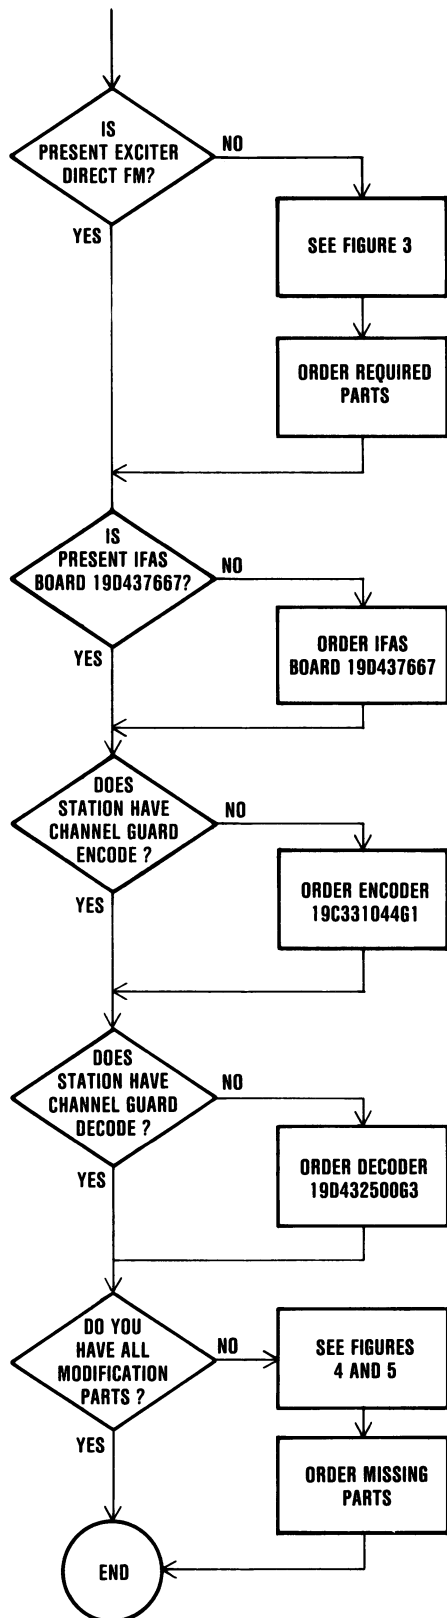 IS
PRESENT EXCITER
DIRECT FM?
NO
YES
SEE FIGURE 3
ORDER REQUIRED
PARTS
IS
PRESENT IFAS
BOARD 19D437667?
NO
YES
ORDER IFAS
BOARD 19D437667
DOES
STATION HAVE
CHANNEL GUARD
ENCODE ?
NO
YES
ORDER ENCODER
19C331044G1
DOES
STATION HAVE
CHANNEL GUARD
DECODE ?
NO
YES
ORDER DECODER
19D432500G3
DO YOU
HAVE ALL
MODIFICATION
PARTS ?
NO
YES
SEE FIGURES
4 AND 5
ORDER MISSING
PARTS
END